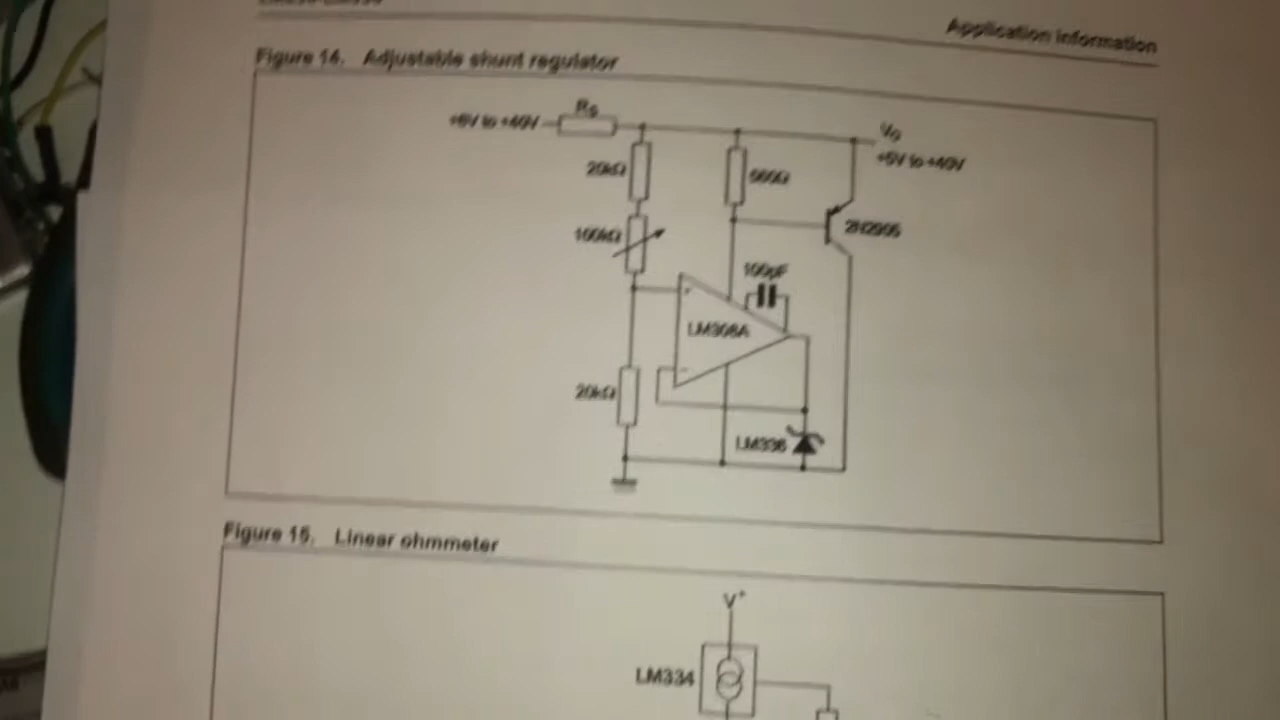 Application Information
Figure 14. Adjustable shunt regulator
Rs
+6V to +40V
Vo
+5V to +40V
20kΩ
560Ω
100kΩ
2N2905
100pF
+
LM308A
-
20kΩ
LM336
Figure 15. Linear ohmmeter
V+
LM334